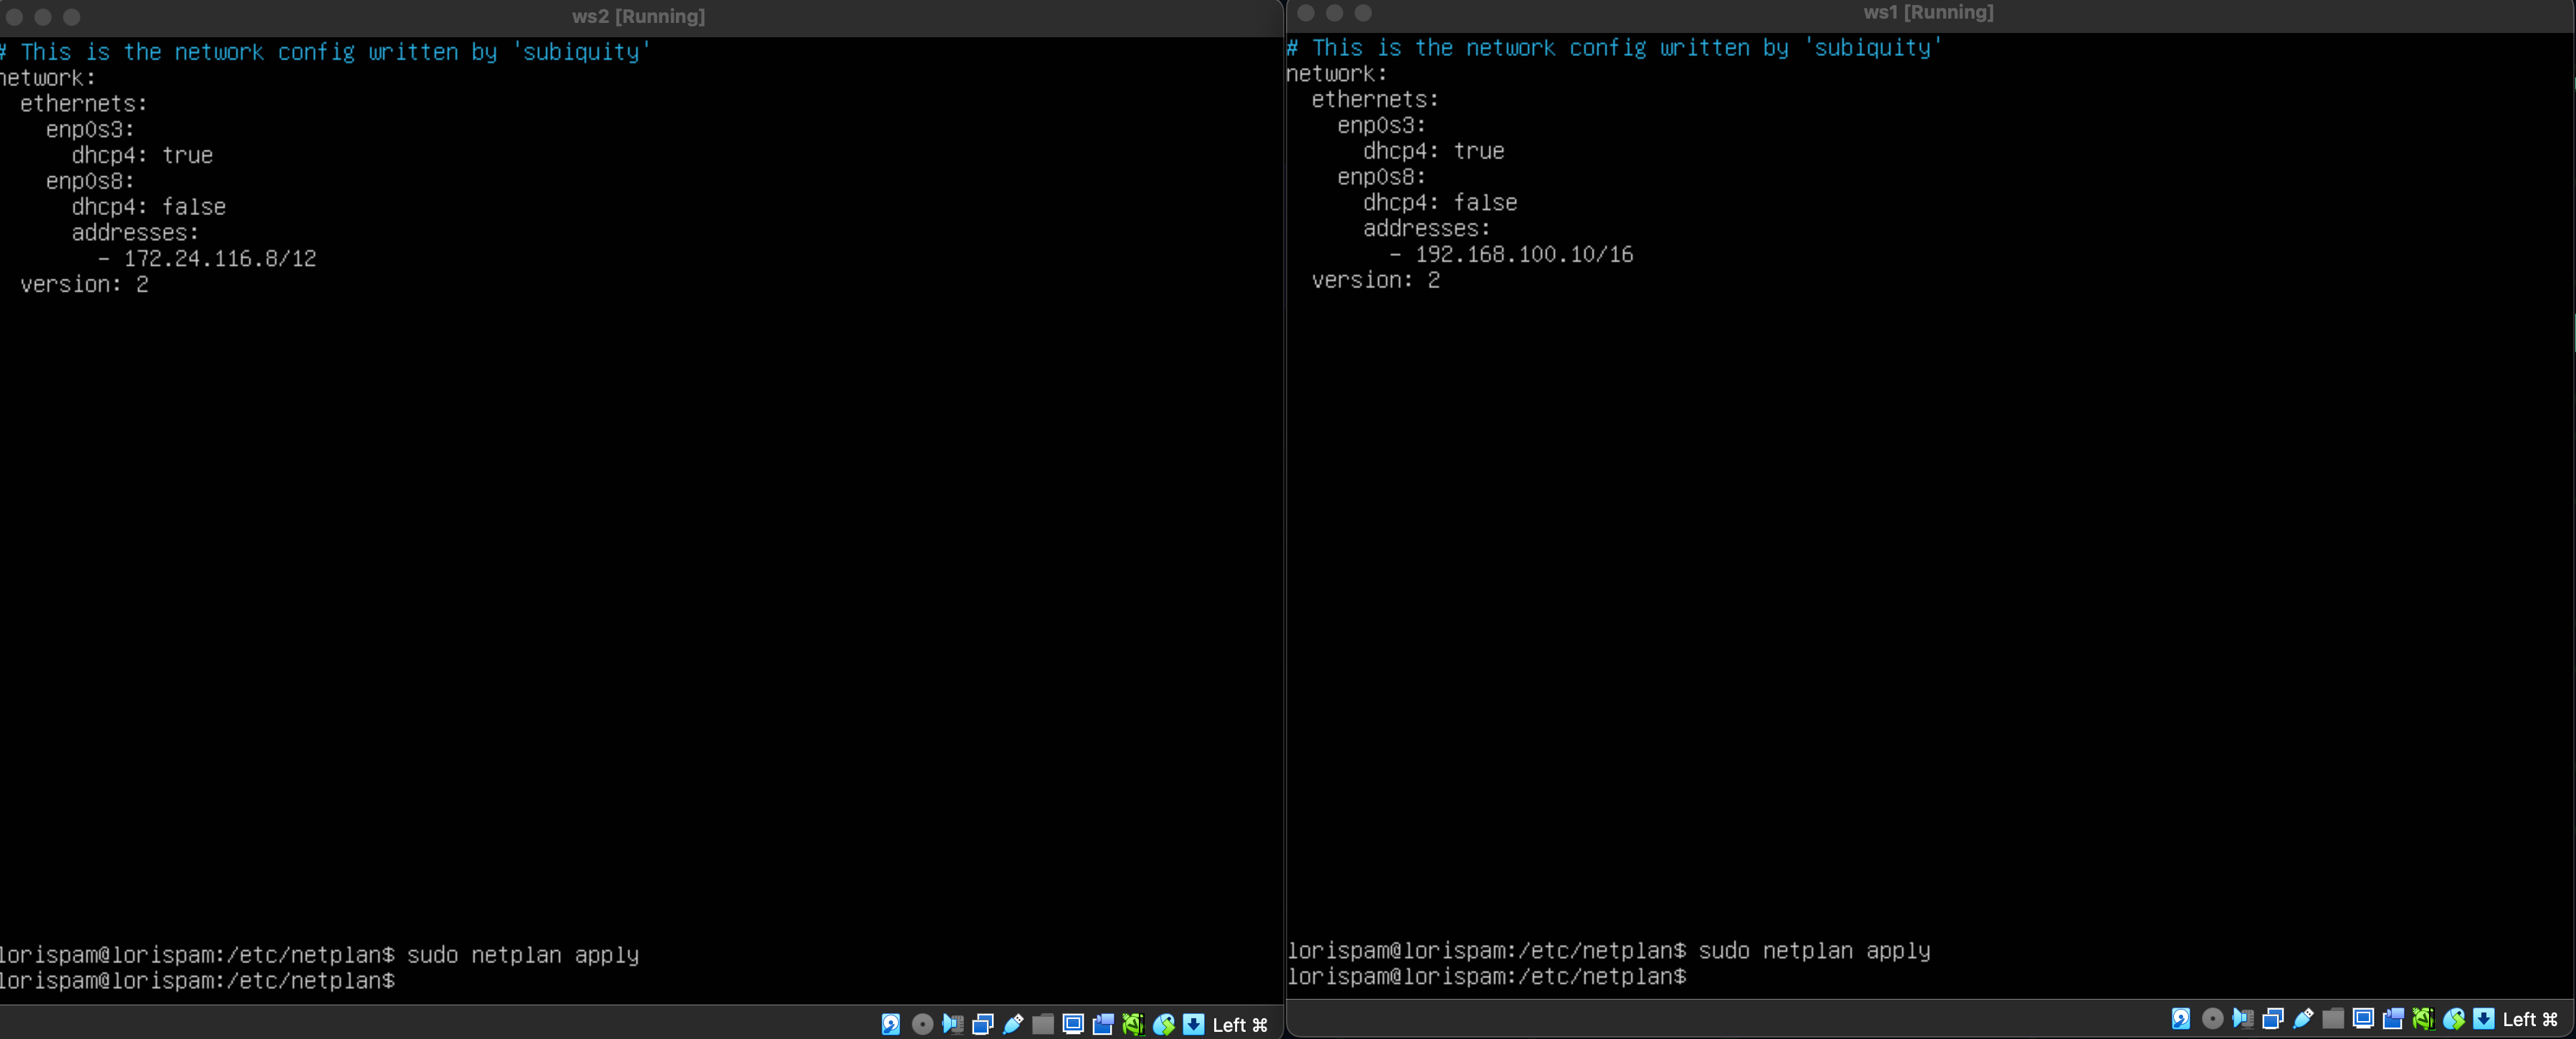 ws2 [Running]
# This is the network config written by 'subiquity'
network:
  ethernets:
    enp0s3:
      dhcp4: true
    enp0s8:
      dhcp4: false
      addresses:
        - 172.24.116.8/12
  version: 2
lorispam@lorispam:/etc/netplan$ sudo netplan apply
lorispam@lorispam:/etc/netplan$
Left ⌘
ws1 [Running]
# This is the network config written by 'subiquity'
network:
  ethernets:
    enp0s3:
      dhcp4: true
    enp0s8:
      dhcp4: false
      addresses:
        - 192.168.100.10/16
  version: 2
lorispam@lorispam:/etc/netplan$ sudo netplan apply
lorispam@lorispam:/etc/netplan$
Left ⌘